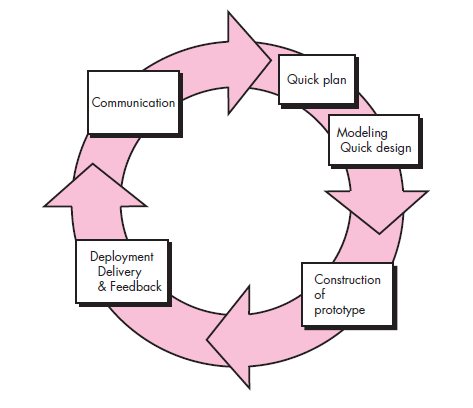 Communication
Quick plan
Modeling
Quick design
Construction
of
prototype
Deployment
Delivery
& Feedback